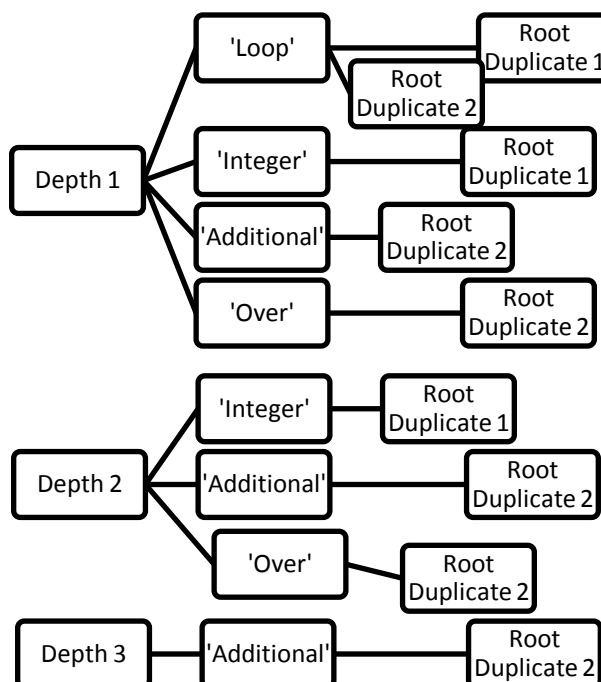 'Loop'
Root
Duplicate 1
Root
Duplicate 2
Depth 1
'Integer'
Root
Duplicate 1
'Additional'
Root
Duplicate 2
'Over'
Root
Duplicate 2
Depth 2
'Integer'
Root
Duplicate 1
'Additional'
Root
Duplicate 2
'Over'
Root
Duplicate 2
Depth 3
'Additional'
Root
Duplicate 2